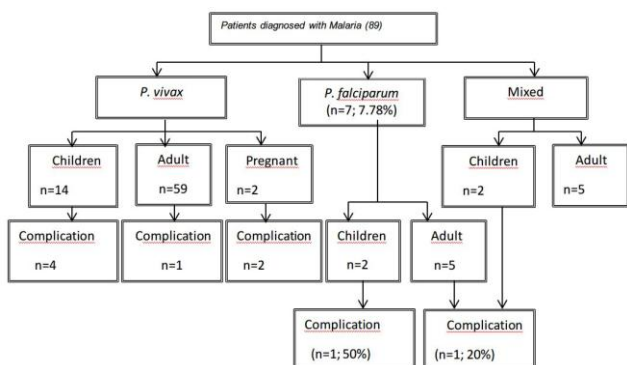 Patients diagnosed with Malaria (89)
P. vivax
P. falciparum
(n=7; 7.78%)
Mixed
Children
n=14
Adult
n=59
Pregnant
n=2
Children
n=2
Adult
n=5
Complication
n=4
Complication
n=1
Complication
n=2
Children
n=2
Adult
n=5
Complication
(n=1; 50%)
Complication
(n=1; 20%)